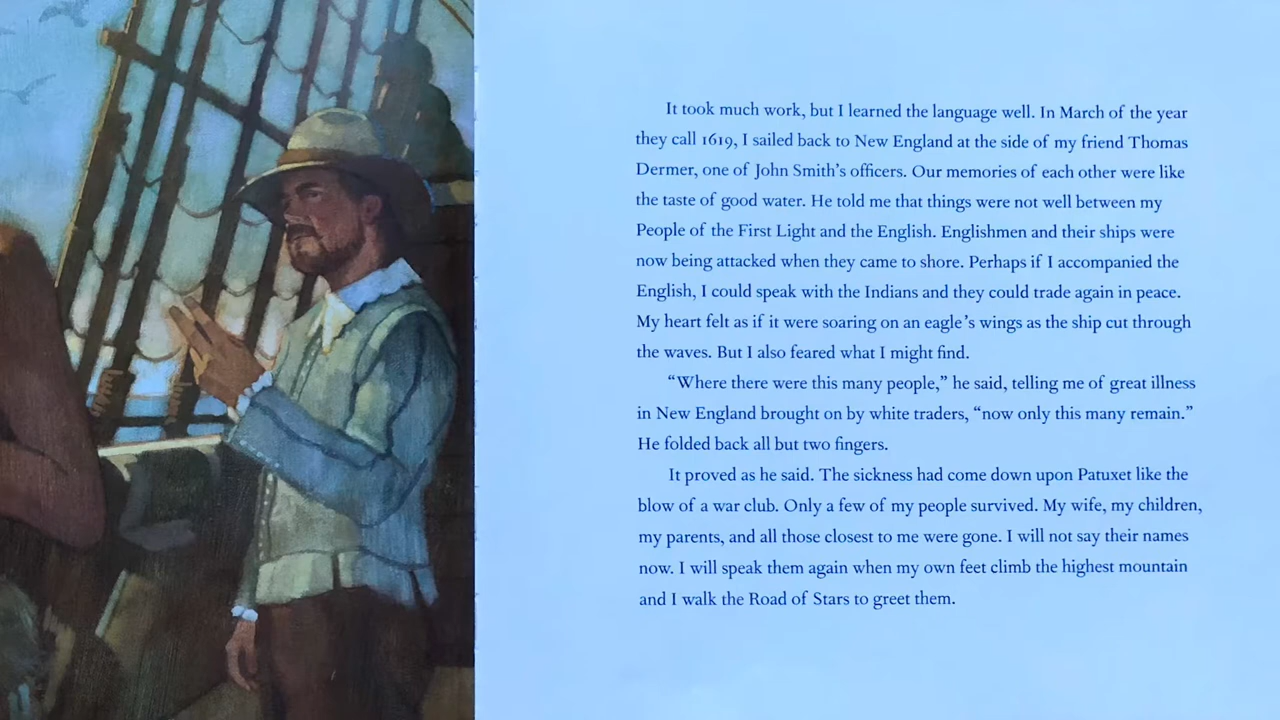 It took much work, but I learned the language well. In March of the year
they call 1619, I sailed back to New England at the side of my friend Thomas
Dermer, one of John Smith's officers. Our memories of each other were like
the taste of good water. He told me that things were not well between my
People of the First Light and the English. Englishmen and their ships were
now being attacked when they came to shore. Perhaps if I accompanied the
English, I could speak with the Indians and they could trade again in peace.
My heart felt as if it were soaring on an eagle's wings as the ship cut through
the waves. But I also feared what I might find.
“Where there were this many people,” he said, telling me of great illness
in New England brought on by white traders, “now only this many remain.”
He folded back all but two fingers.
It proved as he said. The sickness had come down upon Patuxet like the
blow of a war club. Only a few of my people survived. My wife, my children,
my parents, and all those closest to me were gone. I will not say their names
now. I will speak them again when my own feet climb the highest mountain
and I walk the Road of Stars to greet them.